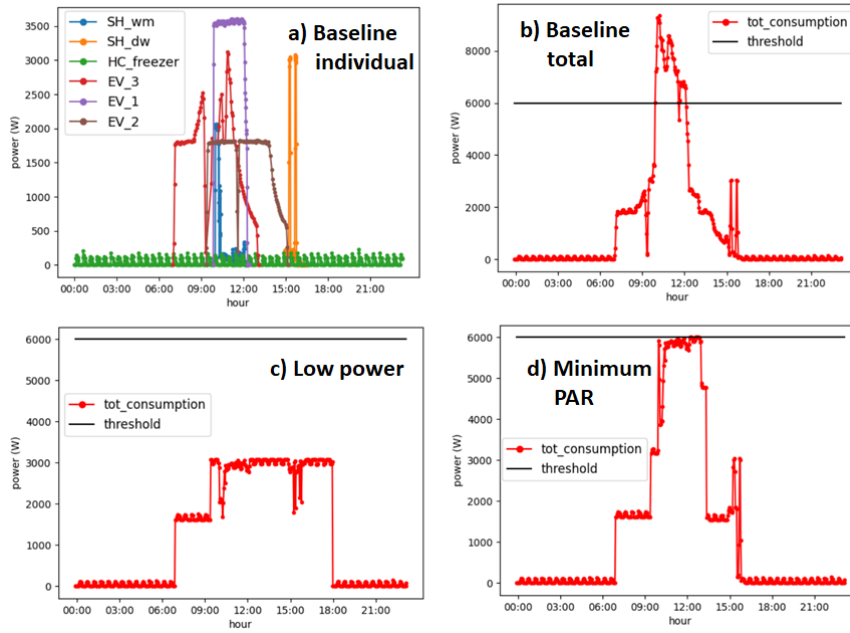 a) Baseline
individual
SH_wm
SH_dw
HC_freezer
EV_3
EV_1
EV_2
3500
3000
2500
2000
1500
1000
500
0
power (W)
00:00 03:00 06:00 09:00 12:00 15:00 18:00 21:00
hour
b) Baseline
total
tot_consumption
threshold
8000
6000
4000
2000
0
power (W)
00:00 03:00 06:00 09:00 12:00 15:00 18:00 21:00
hour
c) Low power
tot_consumption
threshold
6000
5000
4000
3000
2000
1000
0
power (W)
00:00 03:00 06:00 09:00 12:00 15:00 18:00 21:00
hour
d) Minimum
PAR
tot_consumption
threshold
6000
5000
4000
3000
2000
1000
0
power (W)
00:00 03:00 06:00 09:00 12:00 15:00 18:00 21:00
hour